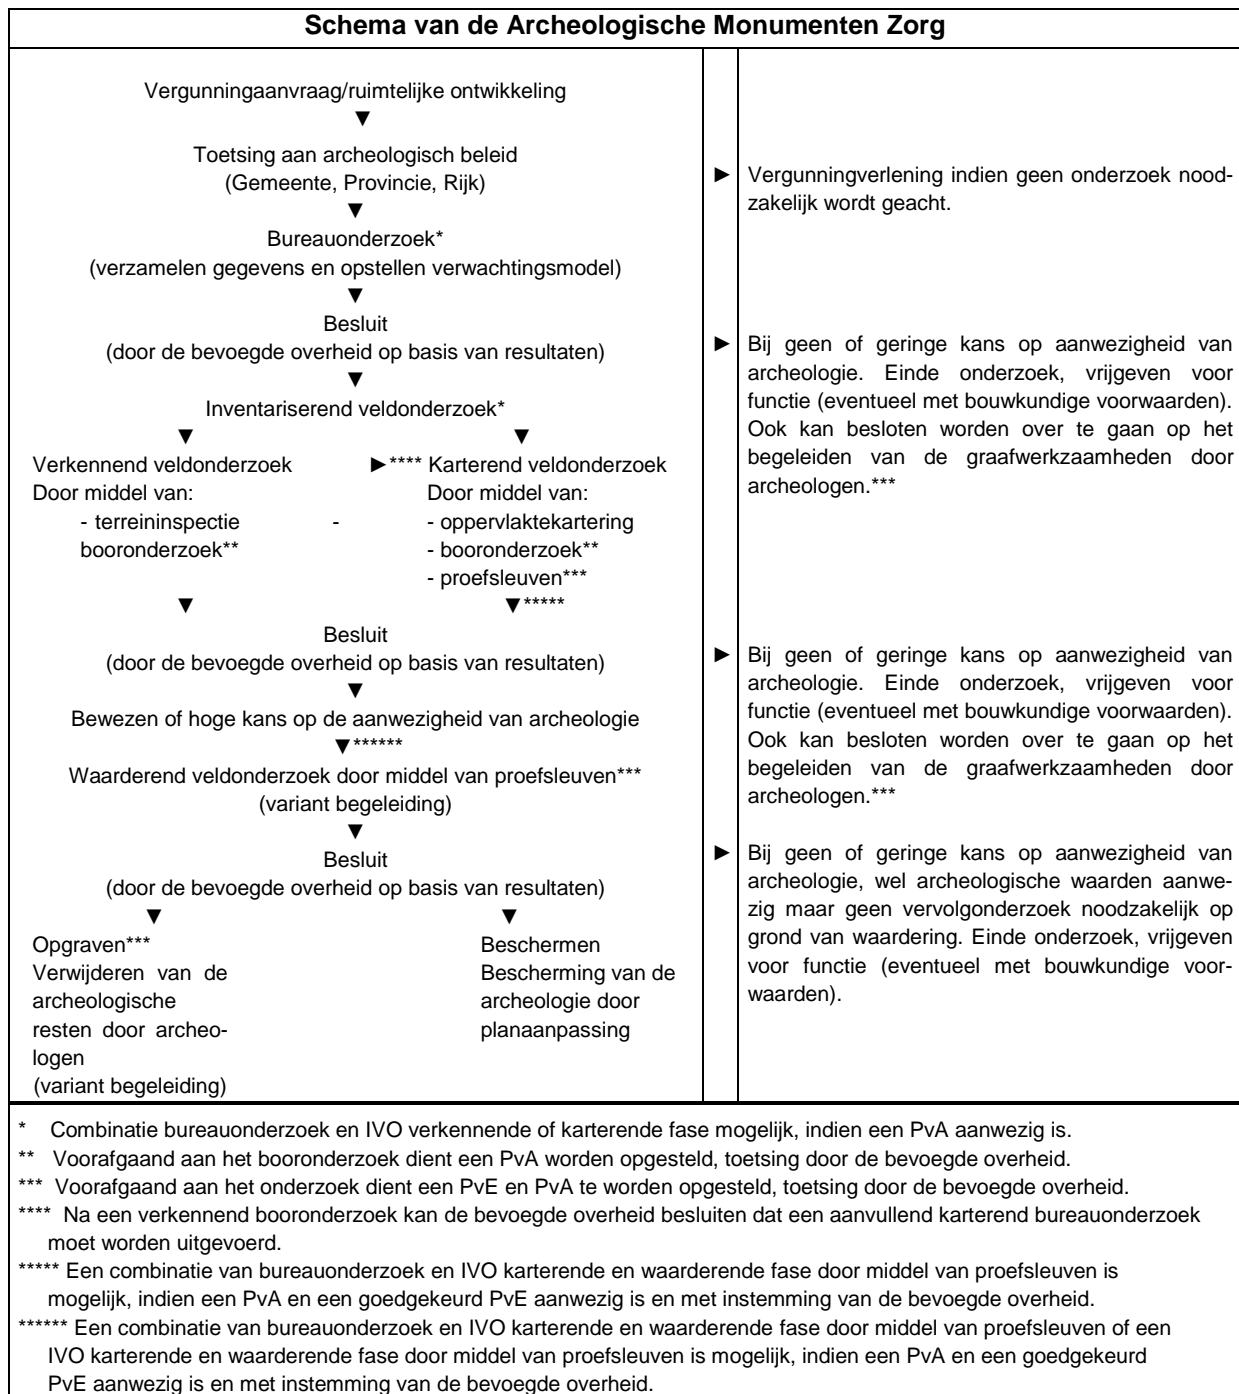 Schema van de Archeologische Monumenten Zorg
Vergunningaanvraag/ruimtelijke ontwikkeling
▼
Toetsing aan archeologisch beleid
(Gemeente, Provincie, Rijk)
▼
Bureauonderzoek*
(verzamelen gegevens en opstellen verwachtingsmodel)
▼
Besluit
(door de bevoegde overheid op basis van resultaten)
▼
Inventariserend veldonderzoek*
▼ ▼
Verkennend veldonderzoek ►**** Karterend veldonderzoek
Door middel van: Door middel van:
- terreininspectie - - oppervlaktekartering
booronderzoek** - booronderzoek**
- proefsleuven***
▼ ▼*****
Besluit
(door de bevoegde overheid op basis van resultaten)
▼
Bewezen of hoge kans op de aanwezigheid van archeologie
▼******
Waarderend veldonderzoek door middel van proefsleuven***
(variant begeleiding)
▼
Besluit
(door de bevoegde overheid op basis van resultaten)
▼ ▼
Opgraven*** Beschermen
Verwijderen van de Bescherming van de
archeologische archeologie door
resten door archeo- planaanpassing
logen
(variant begeleiding)
► Vergunningverlening indien geen onderzoek nood-
zakelijk wordt geacht.
► Bij geen of geringe kans op aanwezigheid van
archeologie. Einde onderzoek, vrijgeven voor
functie (eventueel met bouwkundige voorwaarden).
Ook kan besloten worden over te gaan op het
begeleiden van de graafwerkzaamheden door
archeologen.***
► Bij geen of geringe kans op aanwezigheid van
archeologie. Einde onderzoek, vrijgeven voor
functie (eventueel met bouwkundige voorwaarden).
Ook kan besloten worden over te gaan op het
begeleiden van de graafwerkzaamheden door
archeologen.***
► Bij geen of geringe kans op aanwezigheid van
archeologie, wel archeologische waarden aanwe-
zig maar geen vervolgonderzoek noodzakelijk op
grond van waardering. Einde onderzoek, vrijgeven
voor functie (eventueel met bouwkundige voor-
waarden).
* Combinatie bureauonderzoek en IVO verkennende of karterende fase mogelijk, indien een PvA aanwezig is.
** Voorafgaand aan het booronderzoek dient een PvA worden opgesteld, toetsing door de bevoegde overheid.
*** Voorafgaand aan het onderzoek dient een PvE en PvA te worden opgesteld, toetsing door de bevoegde overheid.
**** Na een verkennend booronderzoek kan de bevoegde overheid besluiten dat een aanvullend karterend bureauonderzoek
moet worden uitgevoerd.
***** Een combinatie van bureauonderzoek en IVO karterende en waarderende fase door middel van proefsleuven is
mogelijk, indien een PvA en een goedgekeurd PvE aanwezig is en met instemming van de bevoegde overheid.
****** Een combinatie van bureauonderzoek en IVO karterende en waarderende fase door middel van proefsleuven of een
IVO karterende en waarderende fase door middel van proefsleuven is mogelijk, indien een PvA en een goedgekeurd
PvE aanwezig is en met instemming van de bevoegde overheid.